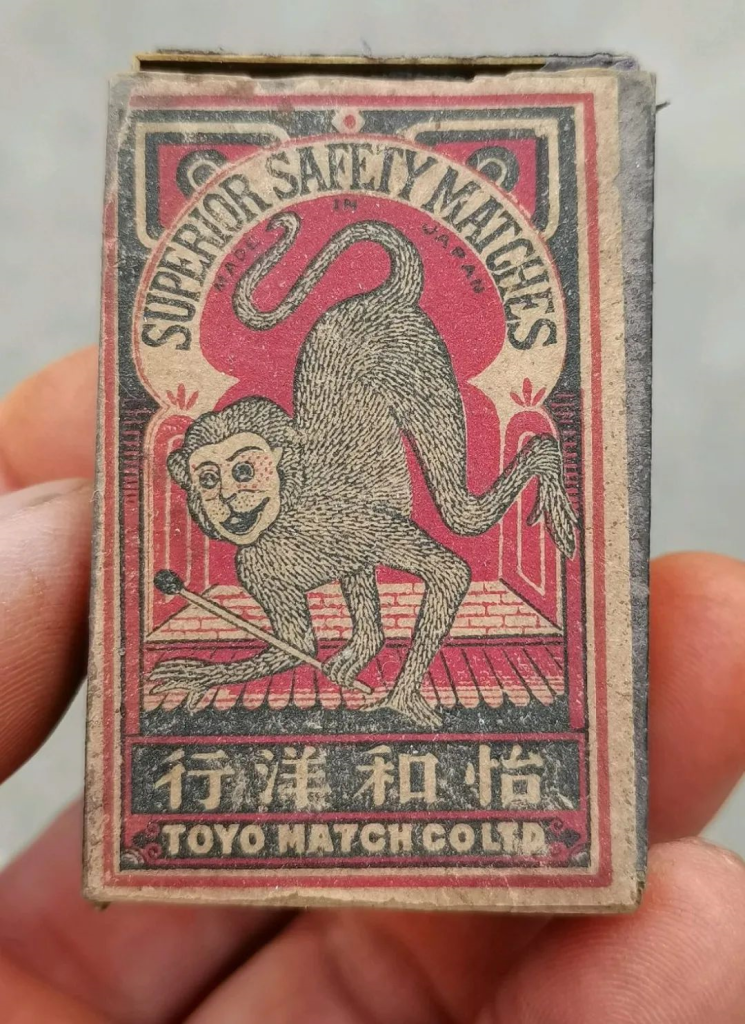 SUPERIOR SAFETY MATCHES
MADE IN JAPAN
行洋和怡
TOYO MATCH CO LTD